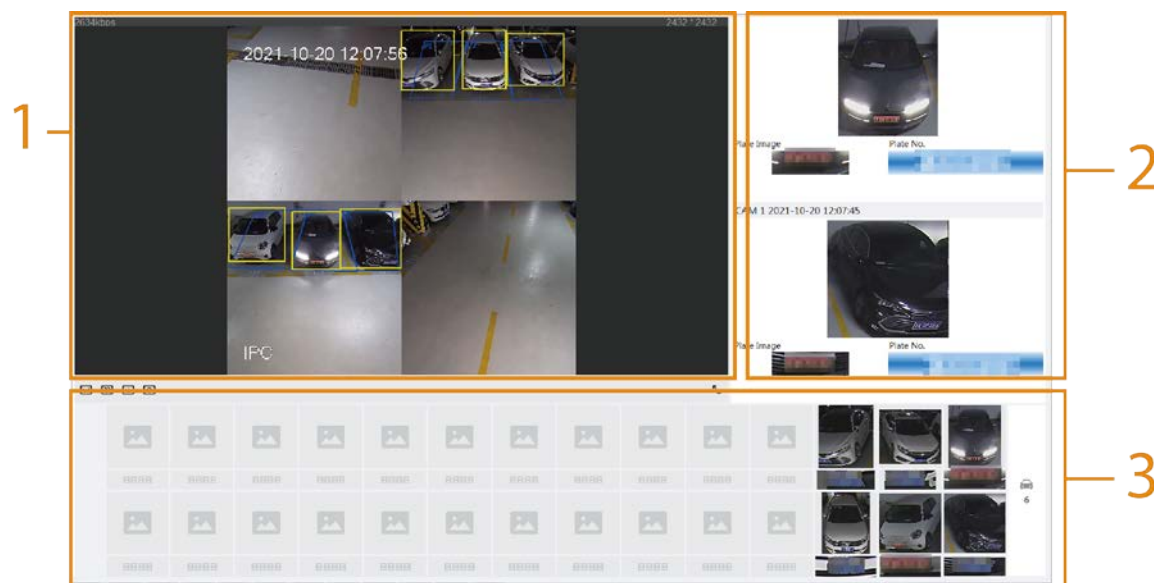 2634kbps
2432 * 2432
2021-10-20 12:07:56
Plate Image
Plate No.
CAM 1 2021-10-20 12:07:45
Plate Image
Plate No.
IPC
1
2
3
6